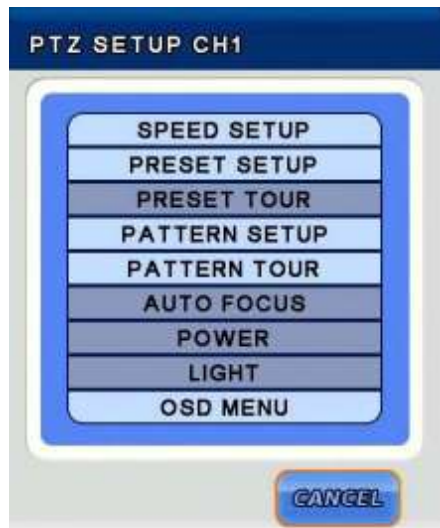 PTZ SETUP CH1
SPEED SETUP
PRESET SETUP
PRESET TOUR
PATTERN SETUP
PATTERN TOUR
AUTO FOCUS
POWER
LIGHT
OSD MENU
CANCEL